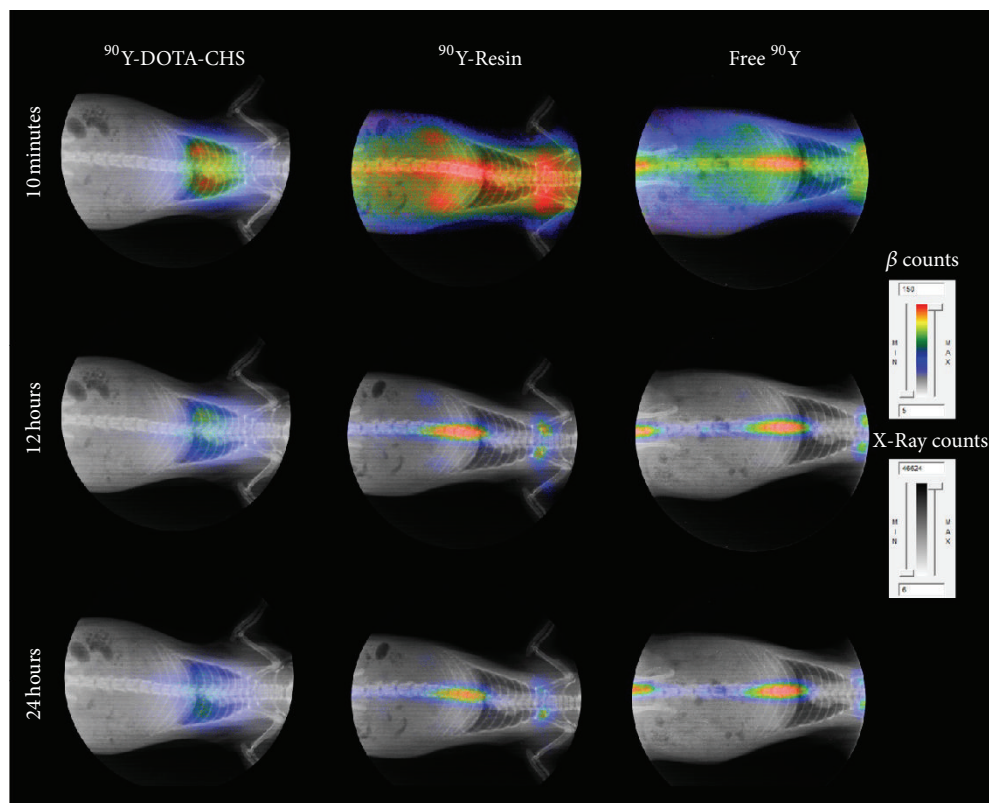 ⁹⁰Y-DOTA-CHS
⁹⁰Y-Resin
Free ⁹⁰Y
10 minutes
12 hours
24 hours
β counts
150
MIN
MAX
5
X-Ray counts
46624
MIN
MAX
6